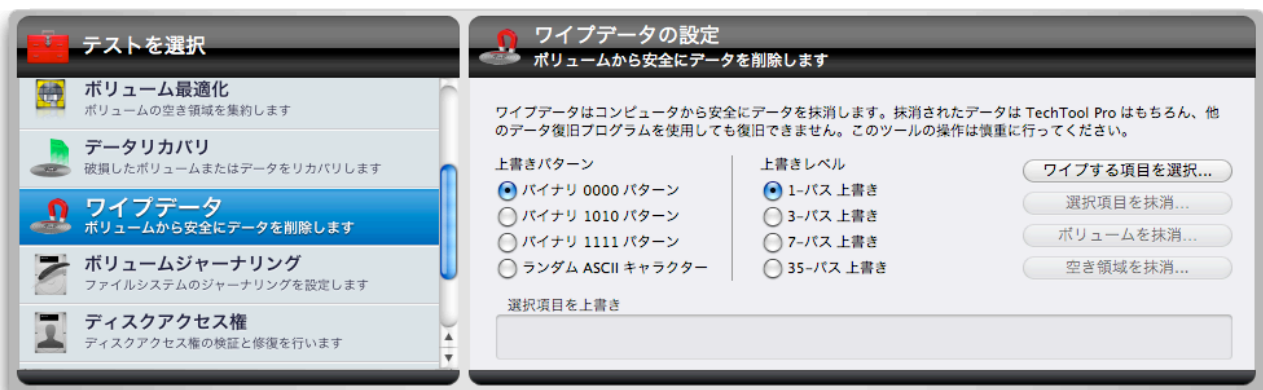 テストを選択
ボリューム最適化
ボリュームの空き領域を集約します
データリカバリ
破損したボリュームまたはデータをリカバリします
ワイプデータ
ボリュームから安全にデータを削除します
ボリュームジャーナリング
ファイルシステムのジャーナリングを設定します
ディスクアクセス権
ディスクアクセス権の検証と修復を行います
ワイプデータの設定
ボリュームから安全にデータを削除します
ワイプデータはコンピュータから安全にデータを抹消します。抹消されたデータは TechTool Pro はもちろん、他
のデータ復旧プログラムを使用しても復旧できません。このツールの操作は慎重に行ってください。
上書きパターン
バイナリ 0000 パターン
バイナリ 1010 パターン
バイナリ 1111 パターン
ランダム ASCII キャラクター
上書きレベル
1-パス 上書き
3-パス 上書き
7-パス 上書き
35-パス 上書き
ワイプする項目を選択...
選択項目を抹消...
ボリュームを抹消...
空き領域を抹消...
選択項目を上書き